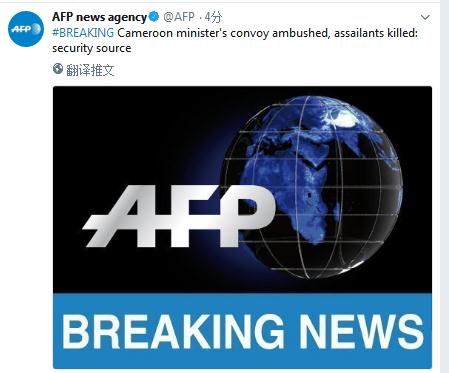 AFP news agency @AFP · 4分
#BREAKING Cameroon minister's convoy ambushed, assailants killed:
security source
翻译推文
AFP
AFP
BREAKING NEWS